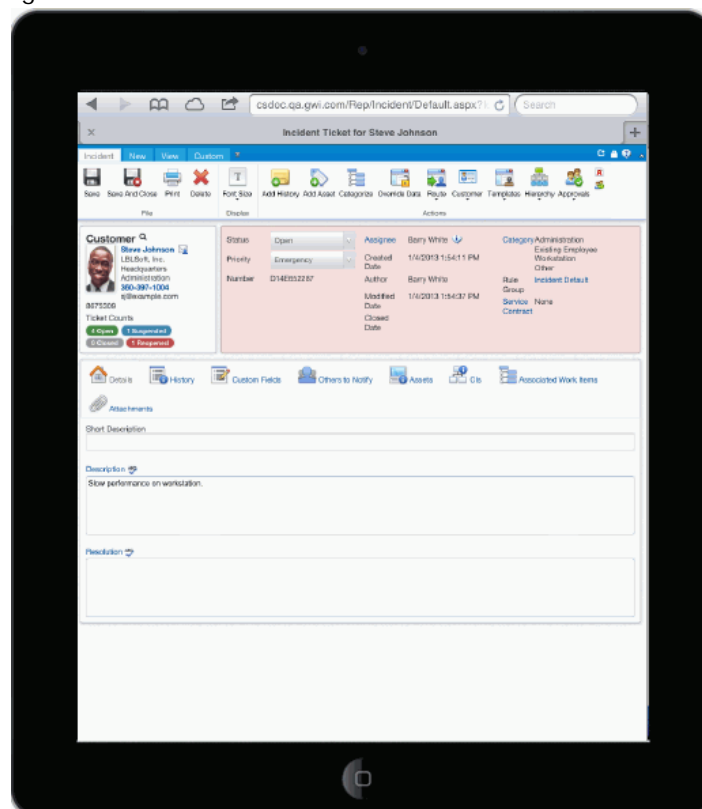 csdoc.qa.gwi.com/Rep/Incident/Default.aspx?
Search
Incident Ticket for Steve Johnson
Incident New View Custom
Save Save And Close Print Delete Font Size Add History Add Asset Categorize Override Data Route Customer Templates Hierarchy Approvals
File Display Actions
Customer
Steve Johnson
LBLSoft, Inc.
Headquarters
Administration
360-397-1004
sj@example.com
Ticket Counts
4 Open 1 Suspended
0 Closed 1 Reopened
Status Open
Priority Emergency
Number
Assignee Barry White
Created Date 1/4/2013 1:54:11 PM
Author Barry White
Modified Date 1/4/2013 1:54:37 PM
Closed Date
Category Administration
Existing Employee
Workstation
Other
Rule Group Incident Default
Service Contract None
Details History Custom Fields Others to Notify Assets CIs Associated Work Items
Attachments
Short Description
Description
Slow performance on workstation.
Resolution